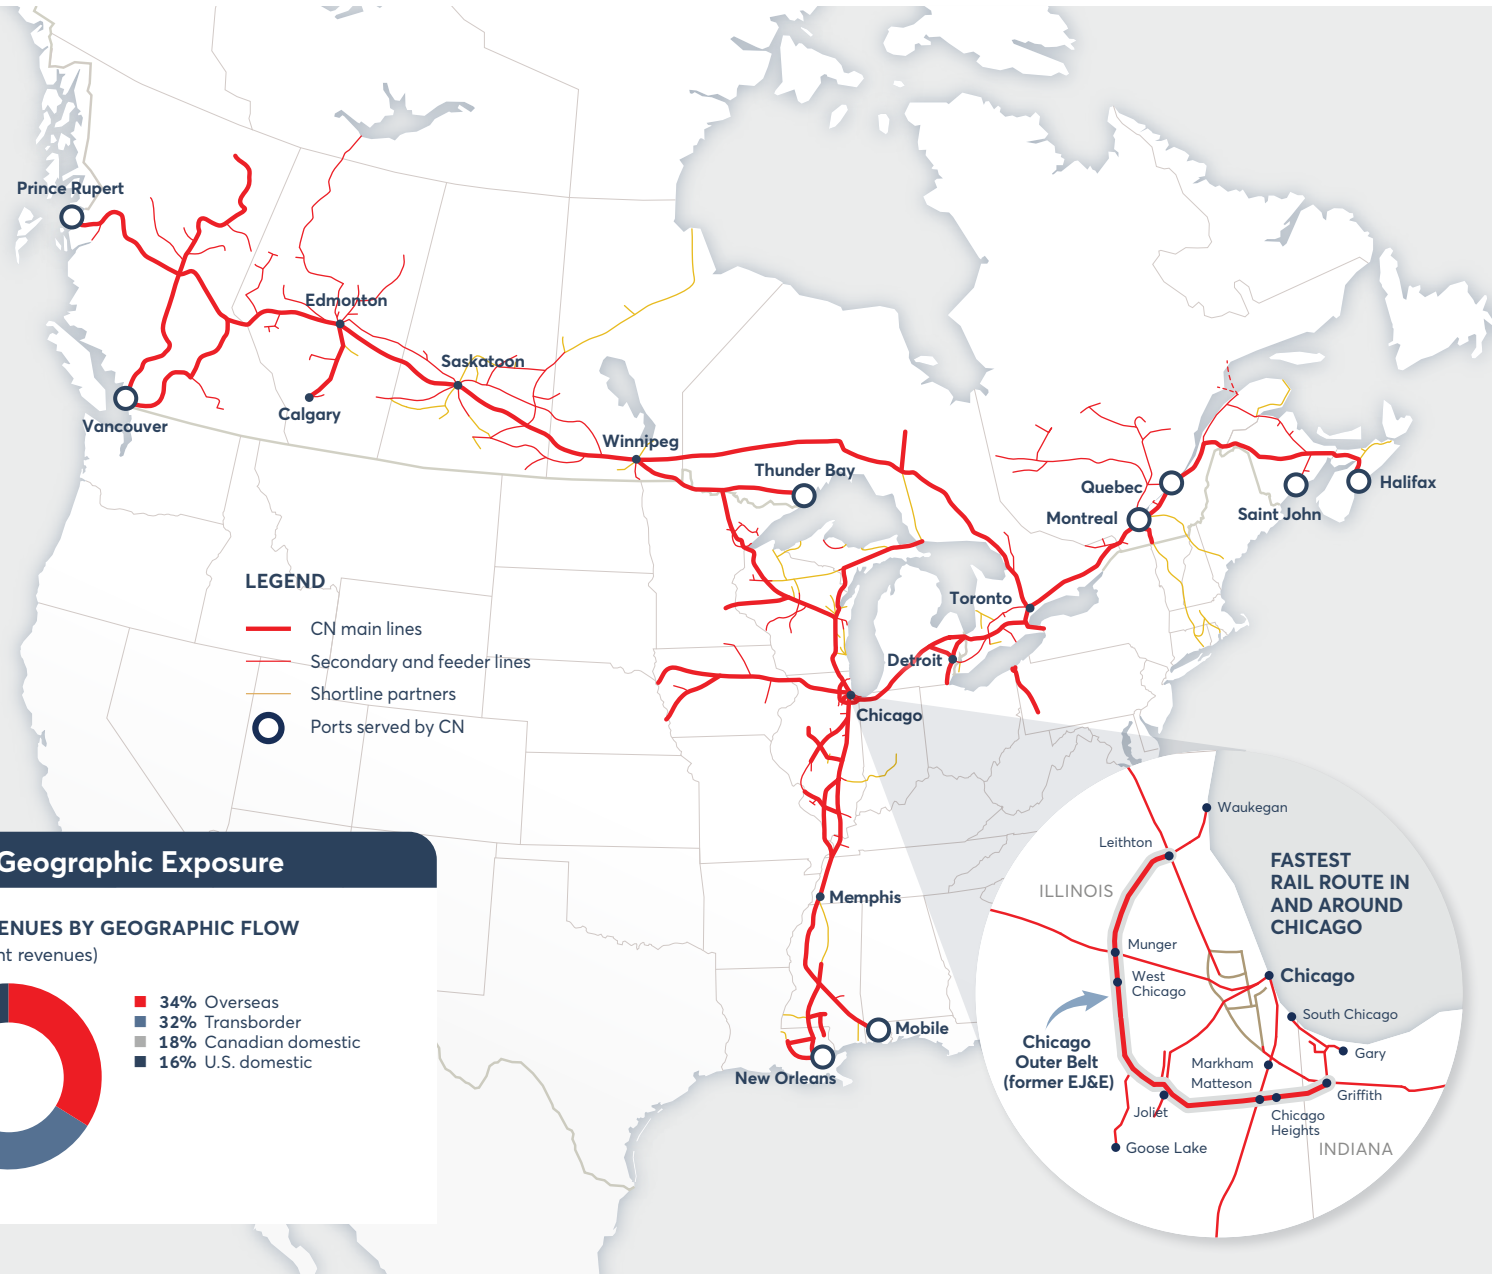 Prince Rupert
Edmonton
Saskatoon
Calgary
Vancouver
Winnipeg
Thunder Bay
Quebec
Halifax
Montreal
Saint John
Toronto
Detroit
Chicago
Memphis
Mobile
New Orleans
LEGEND
CN main lines
Secondary and feeder lines
Shortline partners
Ports served by CN
Geographic Exposure
ENUES BY GEOGRAPHIC FLOW
nt revenues)
34% Overseas
32% Transborder
18% Canadian domestic
16% U.S. domestic
Waukegan
Leithton
ILLINOIS
FASTEST
RAIL ROUTE IN
AND AROUND
CHICAGO
Munger
West
Chicago
Chicago
South Chicago
Chicago
Outer Belt
(former EJ&E)
Gary
Markham
Matteson
Griffith
Joliet
Chicago
Heights
Goose Lake
INDIANA